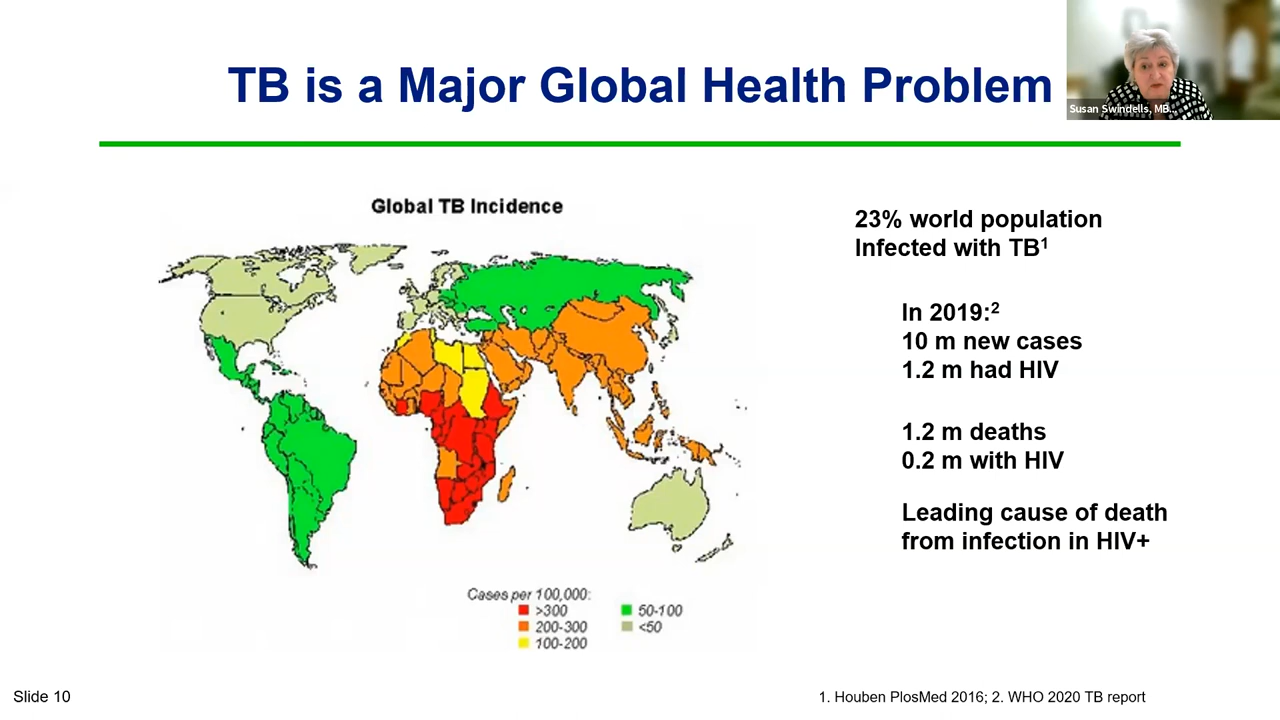 TB is a Major Global Health Problem
Susan Swindells, MB...
Global TB Incidence
23% world population
Infected with TB¹
In 2019:²
10 m new cases
1.2 m had HIV
1.2 m deaths
0.2 m with HIV
Leading cause of death
from infection in HIV+
Cases per 100,000:
>300
200-300
100-200
50-100
<50
Slide 10
1. Houben PlosMed 2016; 2. WHO 2020 TB report